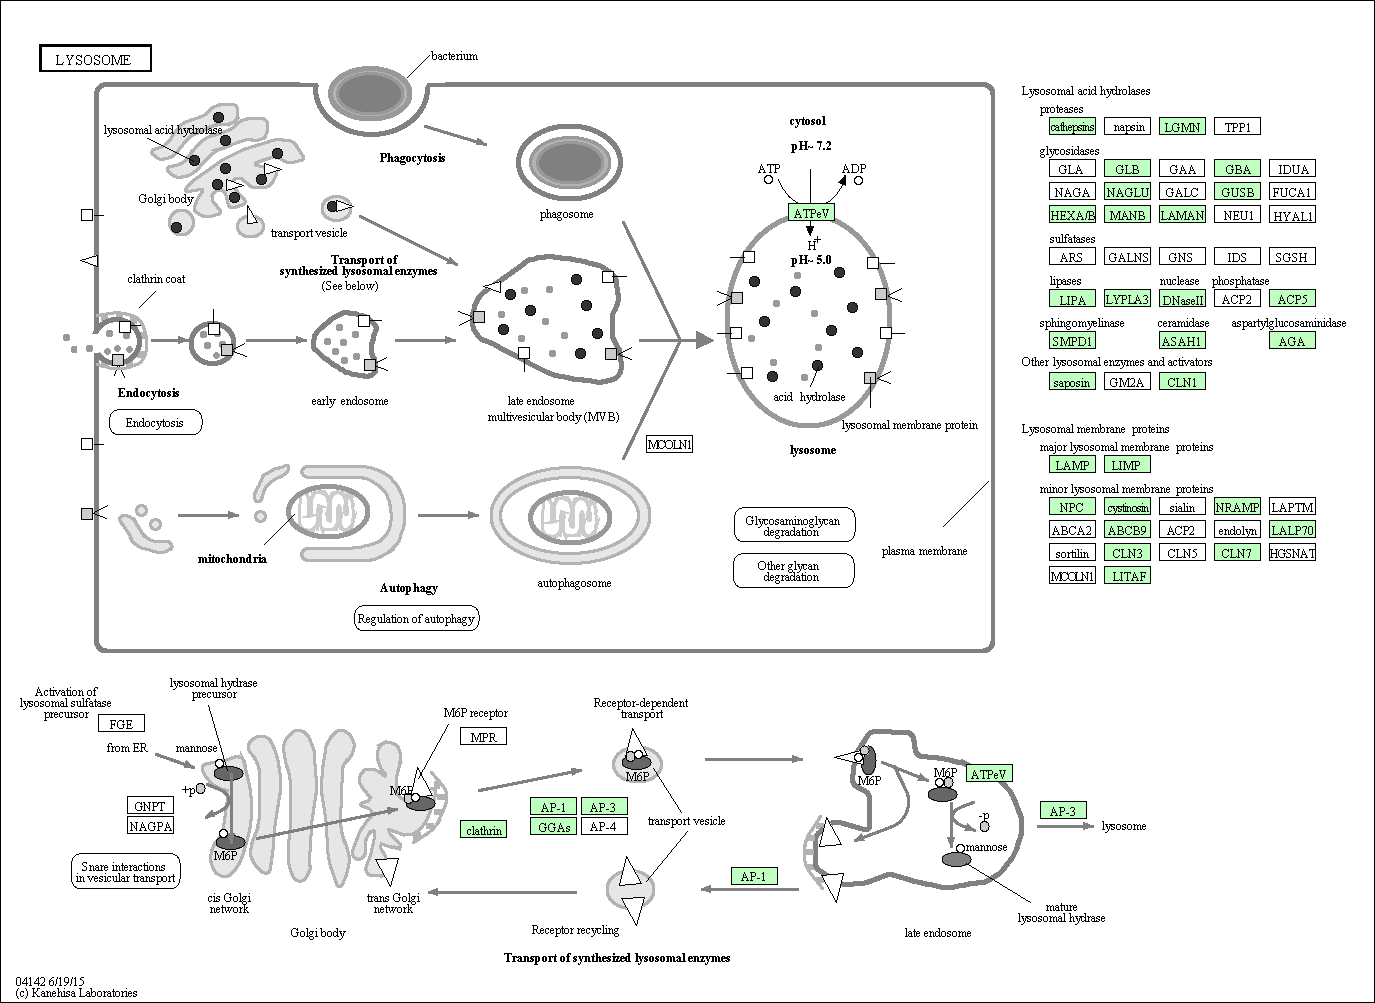 LYSOSOME
bacterium
lysosomal acid hydrolase
Golgi body
transport vesicle
Phagocytosis
phagosome
Transport of
synthesized lysosomal enzymes
(See below)
cytosol
pH~ 7.2
ATP
ADP
ATPeV
H+
pH~ 5.0
clathrin coat
Endocytosis
Endocytosis
early endosome
late endosome
multivesicular body (MVB)
acid hydrolase
lysosomal membrane protein
lysosome
MCOLN1
mitochondria
Autophagy
Regulation of autophagy
autophagosome
Glycosaminoglycan
degradation
Other glycan
degradation
plasma membrane
Lysosomal acid hydrolases
proteases
cathepsins napsin LGMN TPP1
glycosidases
GLA GLB GAA GBA IDUA
NAGA NAGLU GALC GUSB FUCA1
HEXA/B MANB LAMAN NEU1 HYAL1
sulfatases
ARS GALNS GNS IDS SGSH
lipases nuclease phosphatase
LIPA LYPLA3 DNaseII ACP2 ACP5
sphingomyelinase ceramidase aspartylglucosaminidase
SMPD1 ASAH1 AGA
Other lysosomal enzymes and activators
saposin GM2A CLN1
Lysosomal membrane proteins
major lysosomal membrane proteins
LAMP LIMP
minor lysosomal membrane proteins
NPC cystinosin sialin NRAMP LAPTM
ABCA2 ABCB9 ACP2 endolyn LALP70
sortilin CLN3 CLN5 CLN7 HGSNAT
MCOLN1 LITAF
Activation of
lysosomal sulfatase
precursor
FGE
from ER
lysosomal hydrase
precursor
mannose
+p
GNPT
NAGPA
M6P
Snare interactions
in vesicular transport
cis Golgi
network
Golgi body
trans Golgi
network
M6P receptor
MPR
M6P
clathrin
AP-1 AP-3
GGAs AP-4
Receptor-dependent
transport
M6P
transport vesicle
Receptor recycling
AP-1
M6P
M6P
ATPeV
-p
mannose
AP-3
lysosome
mature
lysosomal hydrase
late endosome
Transport of synthesized lysosomal enzymes
04142 6/19/15
(c) Kanehisa Laboratories